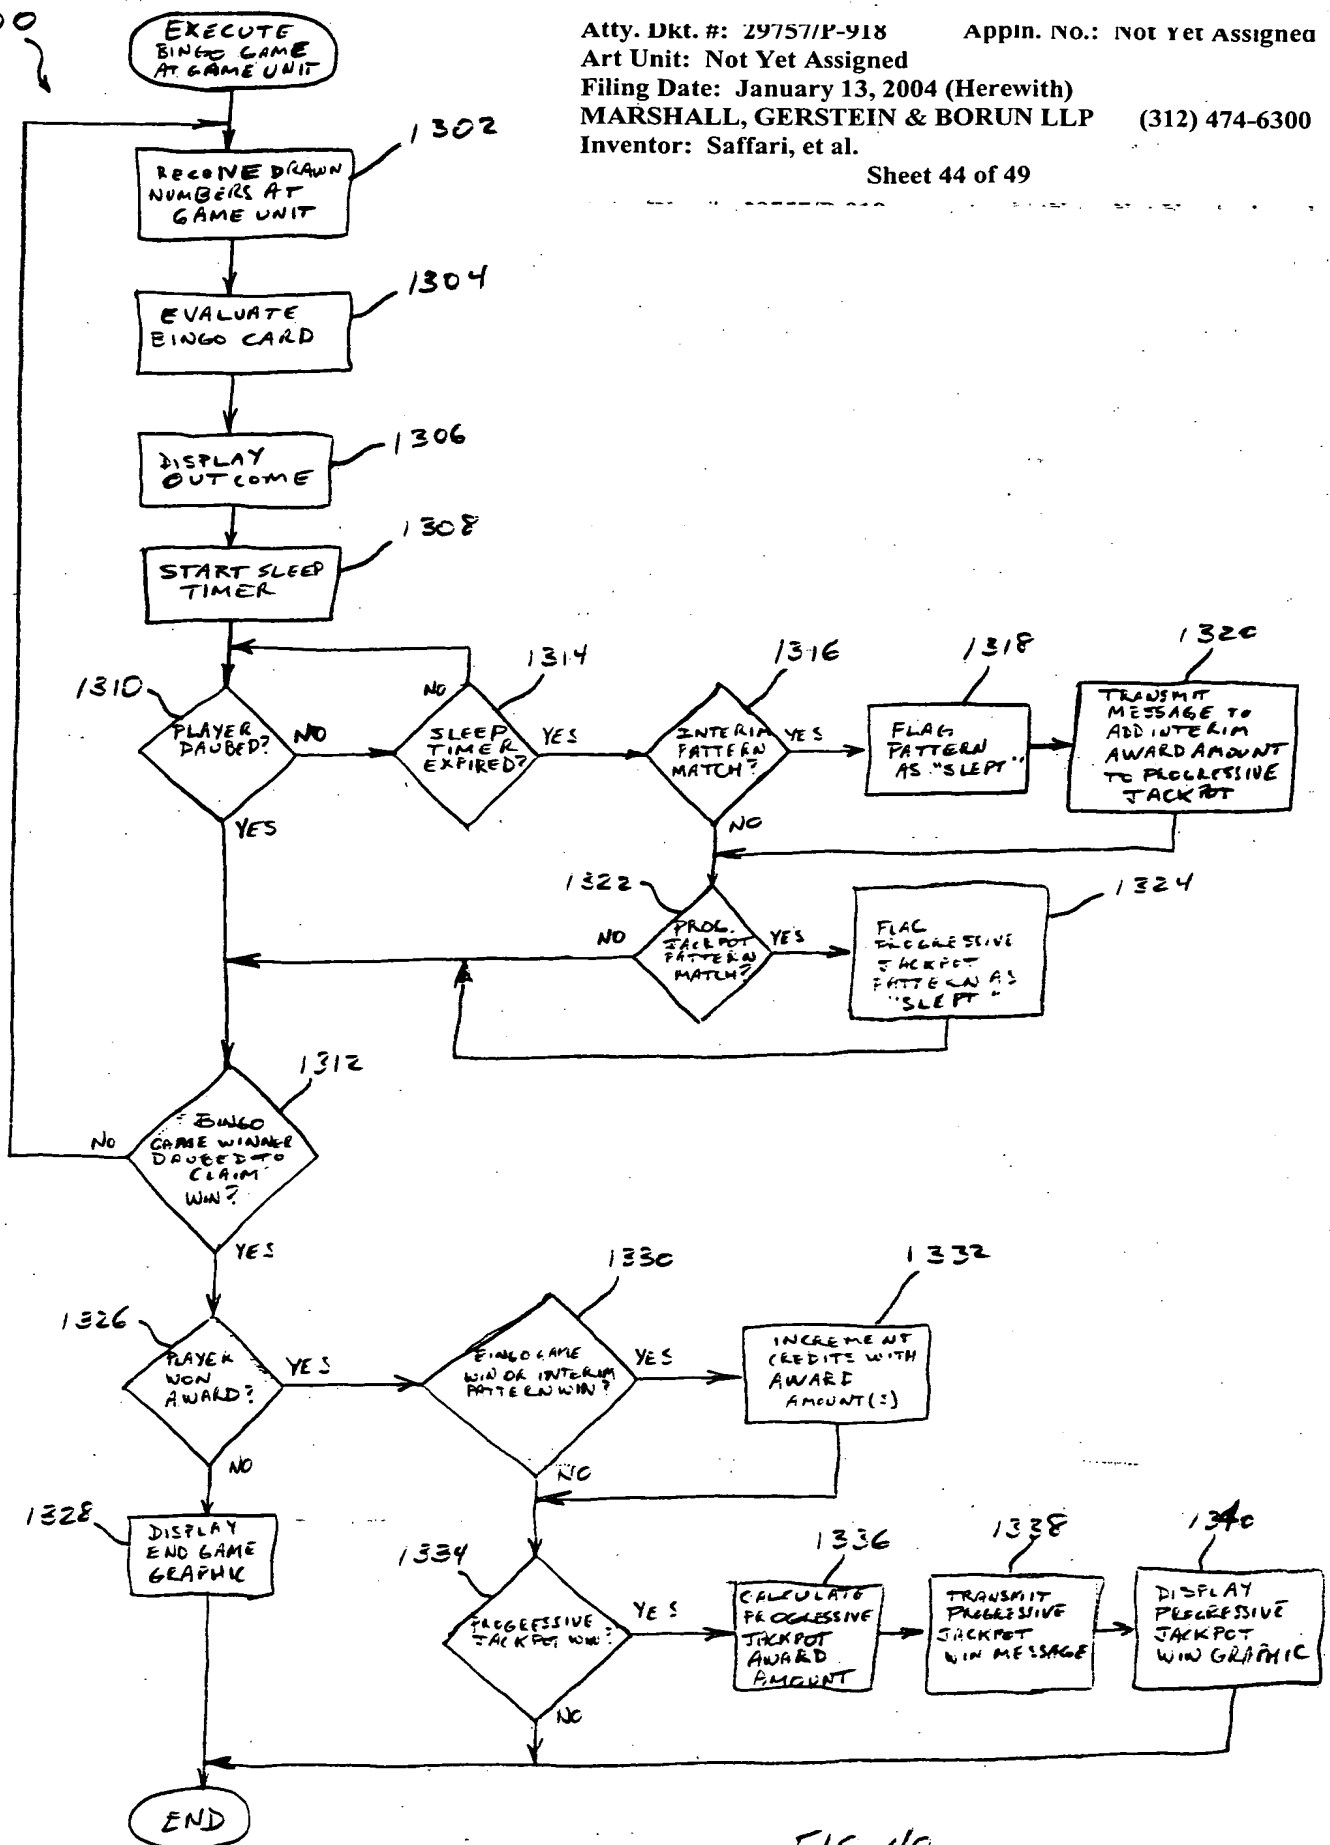 Atty. Dkt. #: 29757/P-918 Appln. No.: Not Yet Assigned
Art Unit: Not Yet Assigned
Filing Date: January 13, 2004 (Herewith)
MARSHALL, GERSTEIN & BORUN LLP (312) 474-6300
Inventor: Saffari, et al.
Sheet 44 of 49
EXECUTE
BINGO GAME
AT GAME UNIT
1302
RECEIVE DRAWN
NUMBERS AT
GAME UNIT
1304
EVALUATE
BINGO CARD
1306
DISPLAY
OUTCOME
1308
START SLEEP
TIMER
1310
PLAYER
DAUBED?
NO
YES
1314
NO
SLEEP
TIMER
EXPIRED?
YES
1316
INTERIM
PATTERN
MATCH?
YES
NO
1318
FLAG
PATTERN
AS "SLEPT"
1320
TRANSMIT
MESSAGE TO
ADD INTERIM
AWARD AMOUNT
TO PROGRESSIVE
JACKPOT
1322
PROG.
JACKPOT
PATTERN
MATCH?
NO
YES
1324
FLAG
PROGRESSIVE
JACKPOT
PATTERN AS
"SLEPT"
1312
BINGO
GAME WINNER
DAUBED TO
CLAIM
WIN?
NO
YES
1326
PLAYER
WON
AWARD?
YES
NO
1328
DISPLAY
END GAME
GRAPHIC
1330
BINGO GAME
WIN OR INTERIM
PATTERN WIN?
YES
NO
1332
INCREMENT
CREDITS WITH
AWARD
AMOUNT(S)
1334
PROGRESSIVE
JACKPOT WIN?
YES
NO
1336
CALCULATE
PROGRESSIVE
JACKPOT
AWARD
AMOUNT
1338
TRANSMIT
PROGRESSIVE
JACKPOT
WIN MESSAGE
1340
DISPLAY
PROGRESSIVE
JACKPOT
WIN GRAPHIC
END